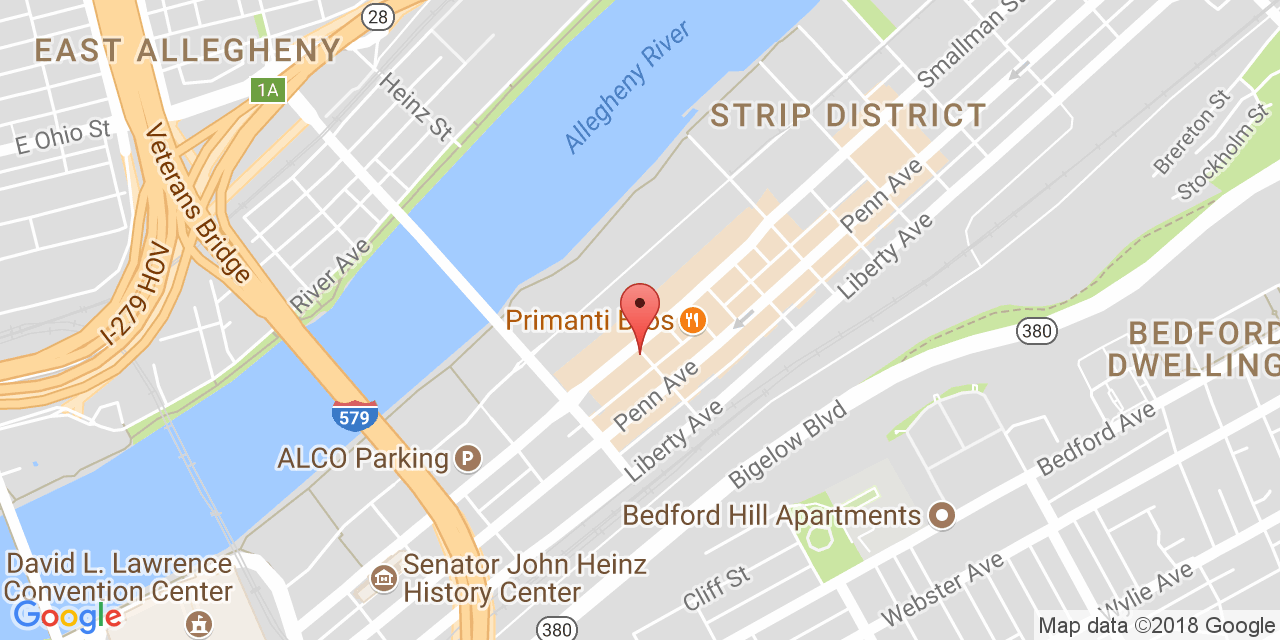 28
EAST ALLEGHENY
Smallman St
Heinz St
Allegheny River
1A
STRIP DISTRICT
E Ohio St
Veterans Bridge
Brereton St
Stockholm St
Penn Ave
Liberty Ave
River Ave
I-279 HOV
Primanti Bros
380
BEDFORD
DWELLING
579
Penn Ave
Liberty Ave
Bigelow Blvd
Bedford Ave
ALCO Parking P
Bedford Hill Apartments
David L. Lawrence
Convention Center
Senator John Heinz
History Center
Cliff St
Webster Ave
Wylie Ave
Google
380
Map data ©2018 Google